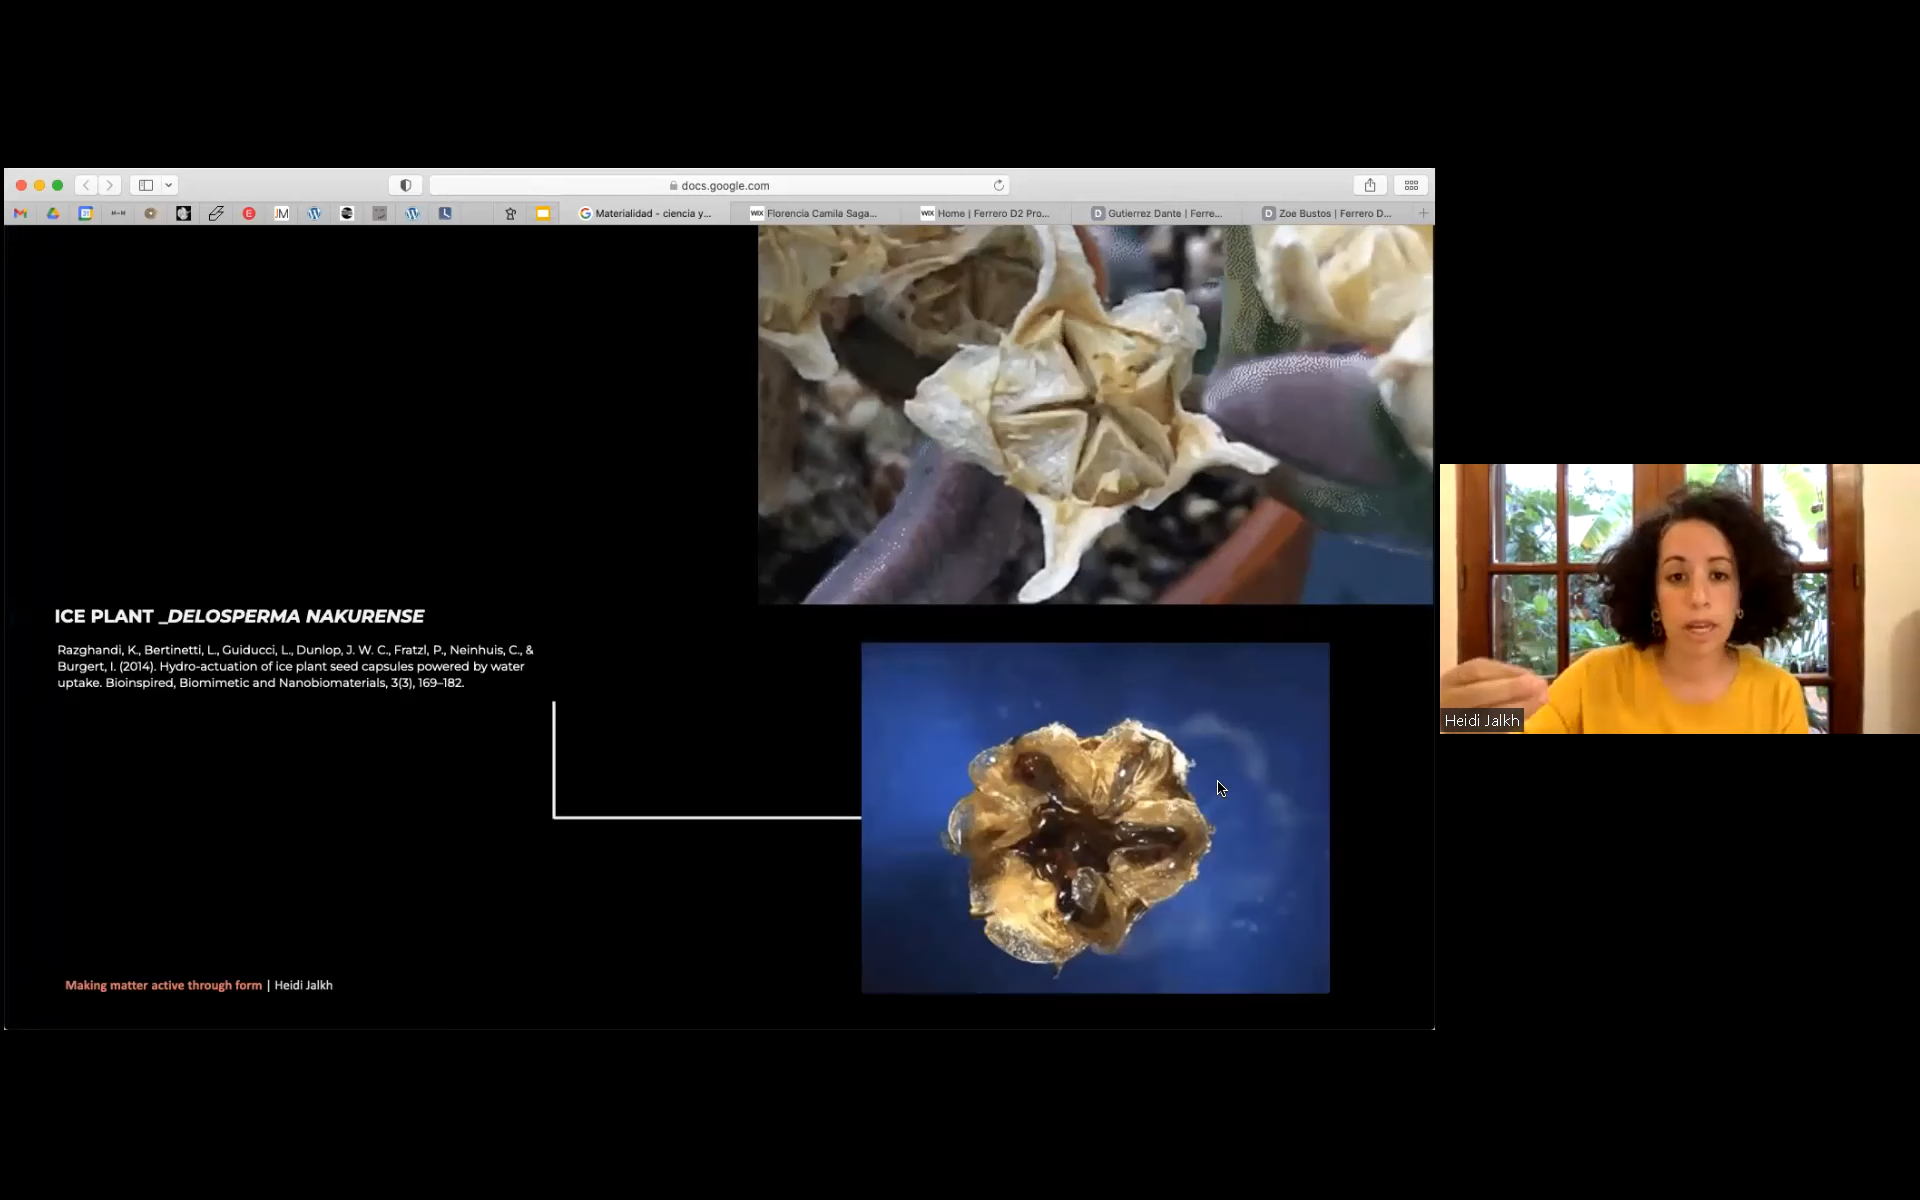 docs.google.com
Materialidad - ciencia y...
WIX Florencia Camila Saga...
WIX Home | Ferrero D2 Pro...
D Gutierrez Dante | Ferre...
D Zoe Bustos | Ferrero D...
ICE PLANT _DELOSPERMA NAKURENSE
Razghandi, K., Bertinetti, L., Guiducci, L., Dunlop, J. W. C., Fratzl, P., Neinhuis, C., &
Burgert, I. (2014). Hydro-actuation of ice plant seed capsules powered by water
uptake. Bioinspired, Biomimetic and Nanobiomaterials, 3(3), 169–182.
Making matter active through form | Heidi Jalkh
Heidi Jalkh